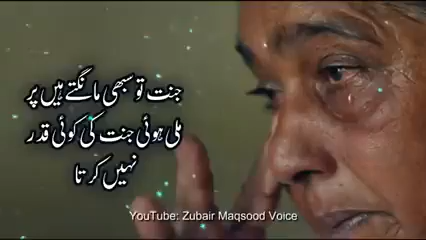 جنت تو سبھی مانگتے ہیں پر
ملی ہوئی جنت کی کوئی قدر
نہیں کرتا
YouTube: Zubair Maqsood Voice